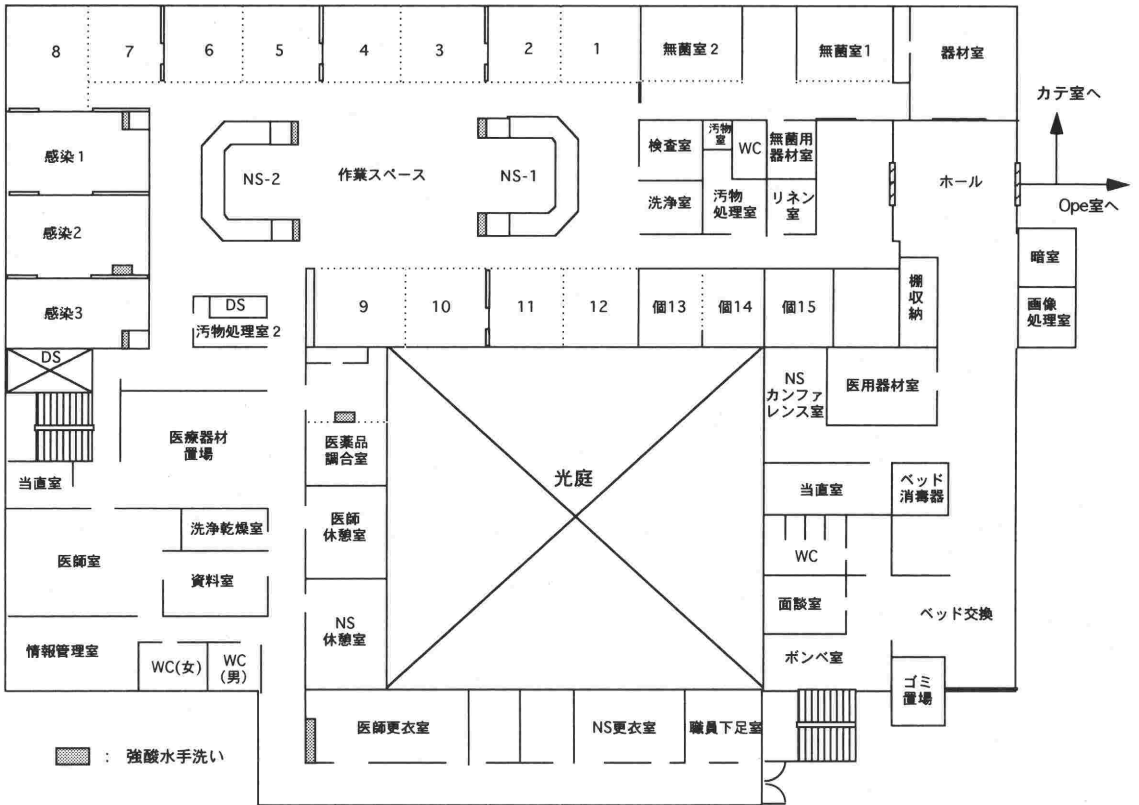 8
7
6
5
4
3
2
1
無菌室2
無菌室1
器材室
カテ室へ
Ope室へ
感染1
NS-2
作業スペース
NS-1
検査室
汚物
室
WC
無菌用
器材室
ホール
感染2
洗浄室
汚物
処理室
リネン
室
暗室
感染3
DS
汚物処理室2
9
10
11
12
個13
個14
個15
棚
収
納
画像
処理室
DS
医療器材
置場
医薬品
調合室
光庭
NS
カンファ
レンス室
医用器材室
当直室
当直室
ベッド
消毒器
洗浄乾燥室
医師
休憩室
医師室
資料室
WC
面談室
ベッド交換
情報管理室
WC(女)
WC
(男)
NS
休憩室
ボンベ室
ゴミ
置場
医師更衣室
NS更衣室
職員下足室
: 強酸水手洗い